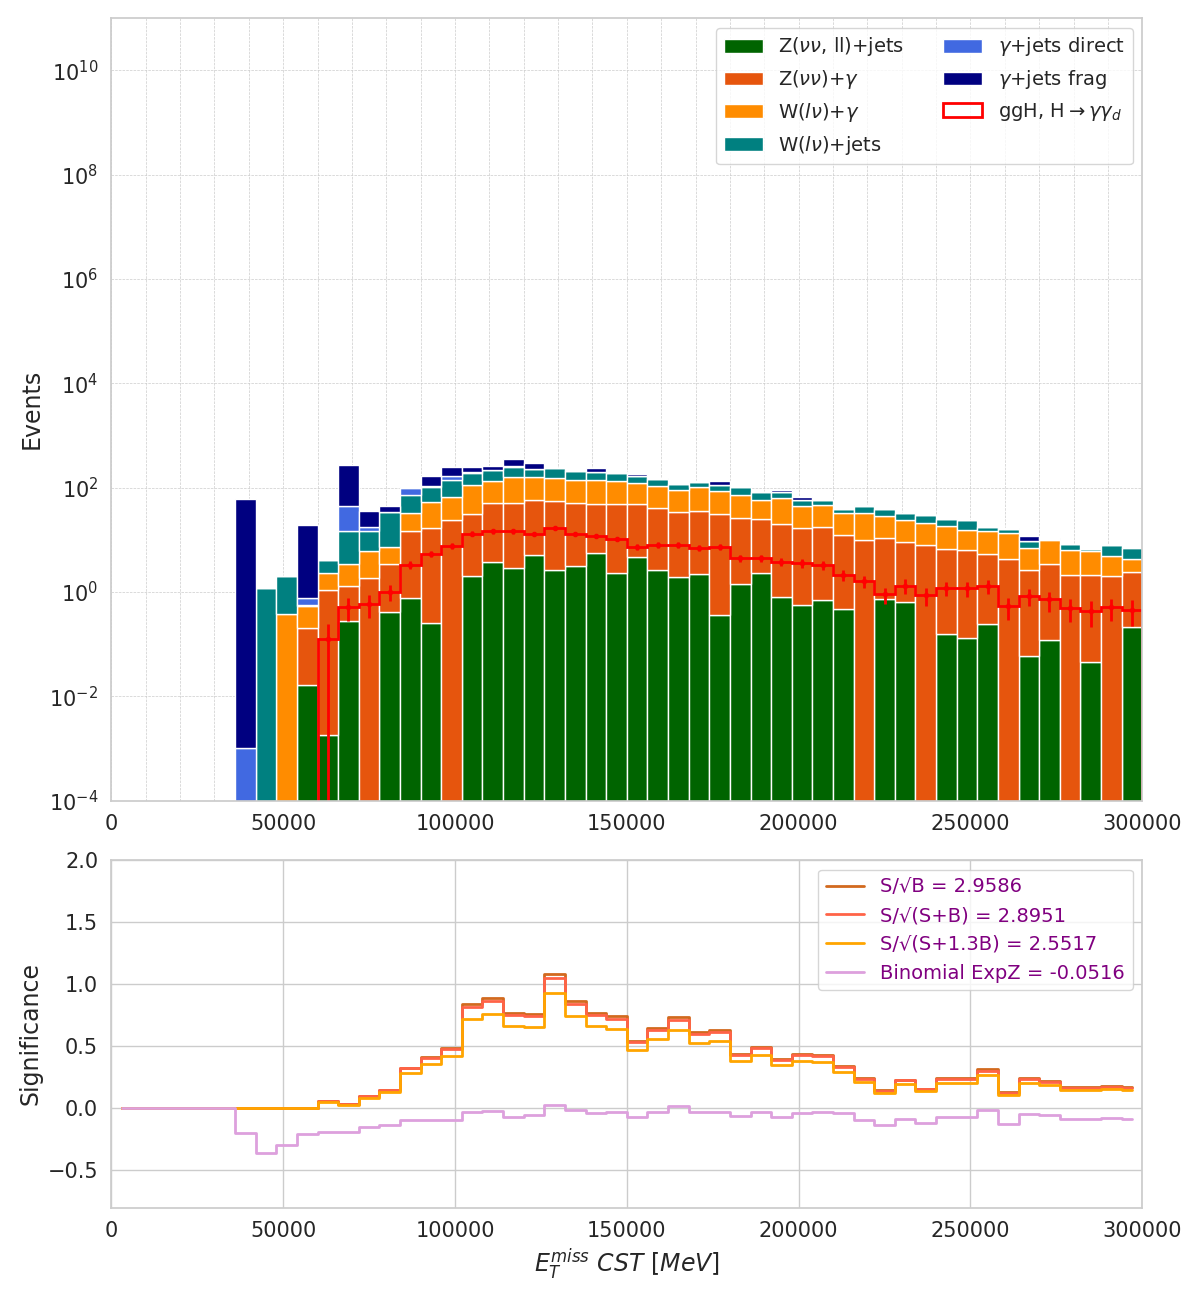 Z(νν, ll)+jets
Z(νν)+γ
W(lν)+γ
W(lν)+jets
γ+jets direct
γ+jets frag
ggH, H→γγ_d
10^10
10^8
10^6
10^4
10^2
10^0
10^−2
10^−4
Events
0 50000 100000 150000 200000 250000 300000
2.0
1.5
1.0
0.5
0.0
−0.5
Significance
S/√B = 2.9586
S/√(S+B) = 2.8951
S/√(S+1.3B) = 2.5517
Binomial ExpZ = -0.0516
0 50000 100000 150000 200000 250000 300000
E_T^miss CST [MeV]